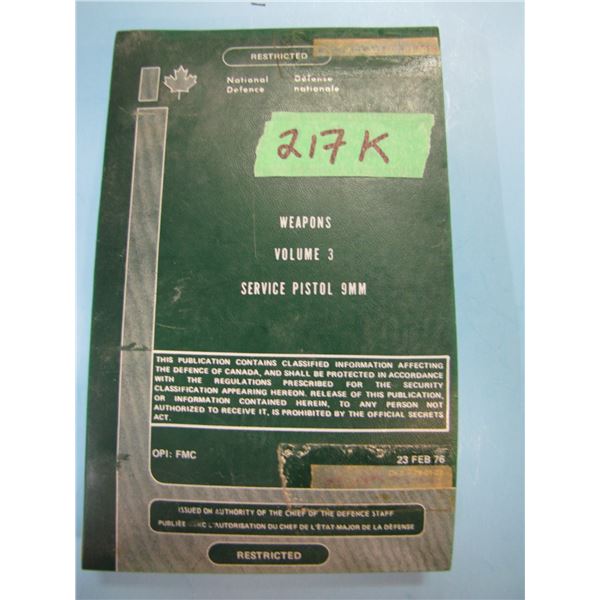 RESTRICTED
National Défense
Defence nationale
217K
WEAPONS
VOLUME 3
SERVICE PISTOL 9MM
THIS PUBLICATION CONTAINS CLASSIFIED INFORMATION AFFECTING
THE DEFENCE OF CANADA, AND SHALL BE PROTECTED IN ACCORDANCE
WITH THE REGULATIONS PRESCRIBED FOR THE SECURITY
CLASSIFICATION APPEARING HEREON. RELEASE OF THIS PUBLICATION,
OR INFORMATION CONTAINED HEREIN, TO ANY PERSON NOT
AUTHORIZED TO RECEIVE IT, IS PROHIBITED BY THE OFFICIAL SECRETS
ACT.
OPI: FMC
23 FEB 76
ISSUED ON AUTHORITY OF THE CHIEF OF THE DEFENCE STAFF
PUBLIÉE L'AUTORISATION DU CHEF DE L'ÉTAT-MAJOR DE LA DÉFENSE
RESTRICTED